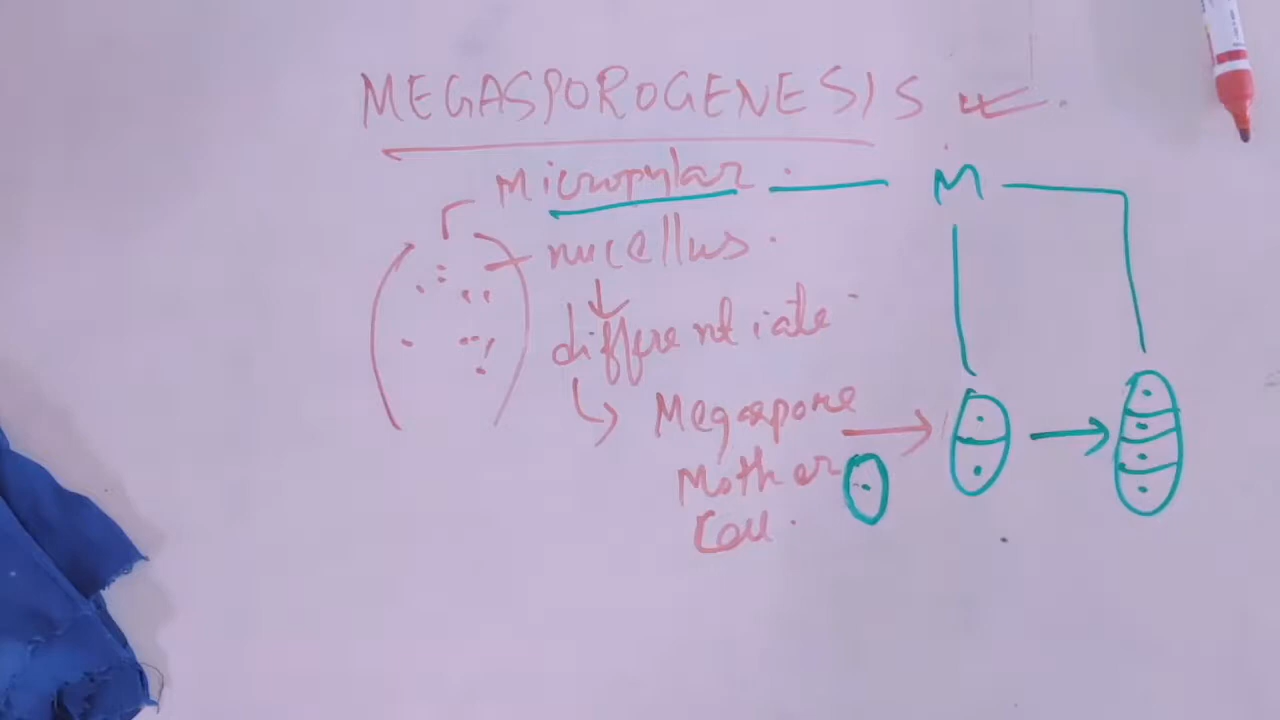 MEGASPOROGENESIS
Micropylar M
nucellus.
differentiate
Megaspore
Mother
Cell.